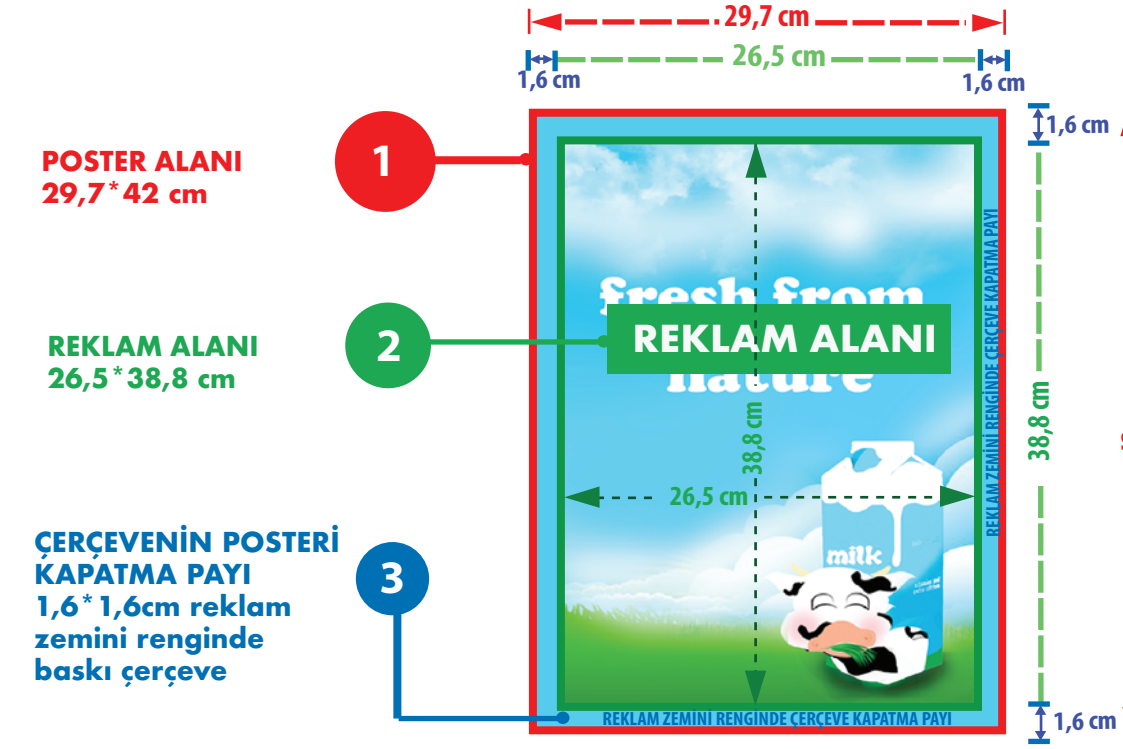 29,7 cm
26,5 cm
1,6 cm
1,6 cm
1,6 cm
POSTER ALANI
29,7*42 cm
1
REKLAM ALANI
26,5*38,8 cm
2
fresh from
REKLAM ALANI
nature
38,8 cm
26,5 cm
38,8 cm
REKLAM ZEMİNİ RENGİNDE ÇERÇEVE KAPATMA PAYI
milk
ÇERÇEVENİN POSTERİ
KAPATMA PAYI
1,6*1,6cm reklam
zemini renginde
baskı çerçeve
3
REKLAM ZEMİNİ RENGİNDE ÇERÇEVE KAPATMA PAYI
1,6 cm